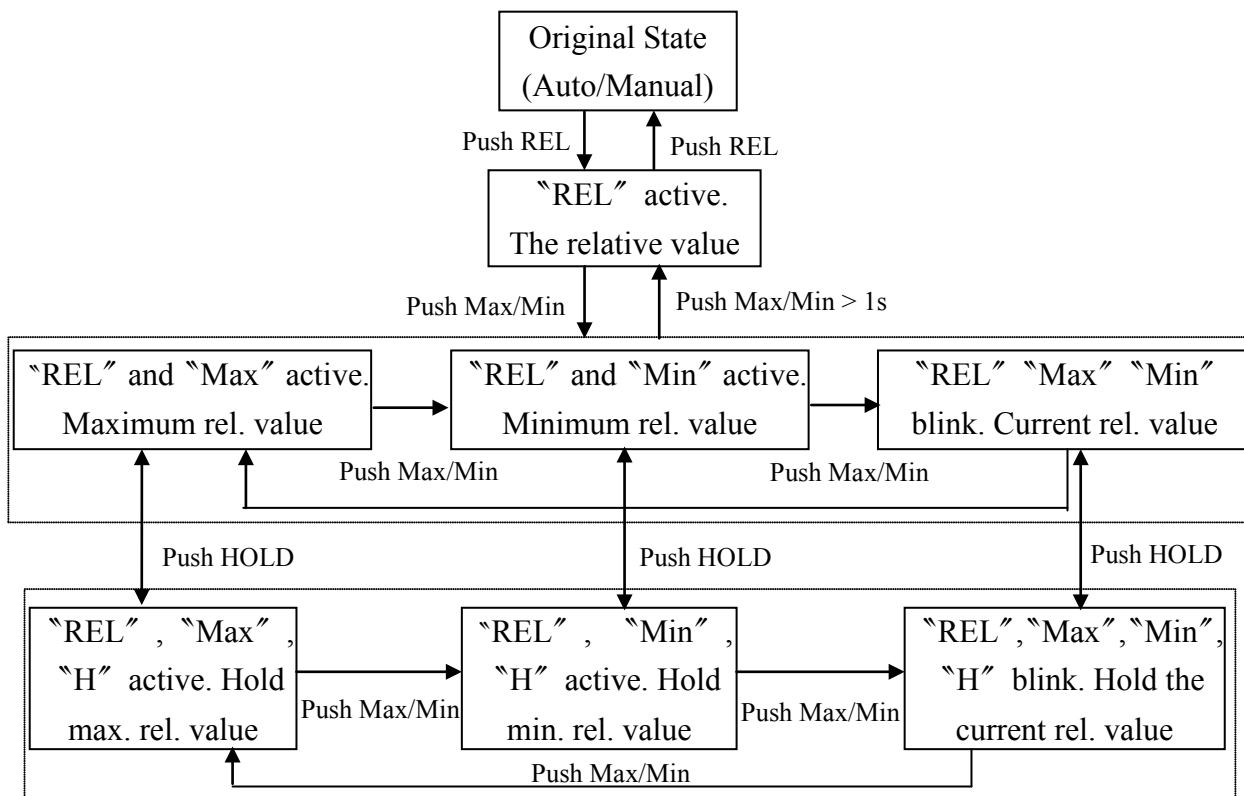 Original State
(Auto/Manual)
Push REL
Push REL
〝REL〞 active.
The relative value
Push Max/Min
Push Max/Min > 1s
〝REL〞 and 〝Max〞 active.
Maximum rel. value
〝REL〞 and 〝Min〞 active.
Minimum rel. value
〝REL〞 〝Max〞 〝Min〞
blink. Current rel. value
Push Max/Min
Push Max/Min
Push HOLD
Push HOLD
Push HOLD
〝REL〞 , 〝Max〞 ,
〝H〞 active. Hold
max. rel. value
〝REL〞 , 〝Min〞 ,
〝H〞 active. Hold
min. rel. value
〝REL〞,〝Max〞,〝Min〞,
〝H〞 blink. Hold the
current rel. value
Push Max/Min
Push Max/Min
Push Max/Min